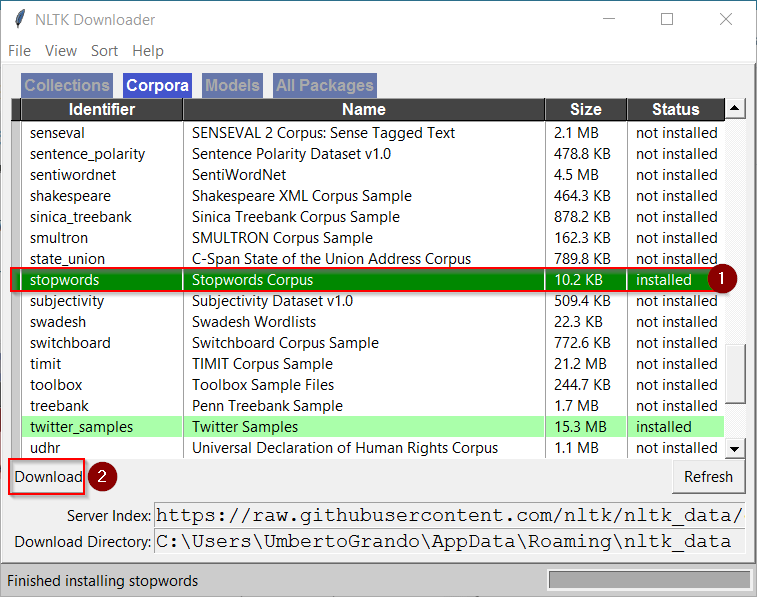 NLTK Downloader
File View Sort Help
Collections Corpora Models All Packages
Identifier Name Size Status
senseval SENSEVAL 2 Corpus: Sense Tagged Text 2.1 MB not installed
sentence_polarity Sentence Polarity Dataset v1.0 478.8 KB not installed
sentiwordnet SentiWordNet 4.5 MB not installed
shakespeare Shakespeare XML Corpus Sample 464.3 KB not installed
sinica_treebank Sinica Treebank Corpus Sample 878.2 KB not installed
smultron SMULTRON Corpus Sample 162.3 KB not installed
state_union C-Span State of the Union Address Corpus 789.8 KB not installed
stopwords Stopwords Corpus 10.2 KB installed 1
subjectivity Subjectivity Dataset v1.0 509.4 KB not installed
swadesh Swadesh Wordlists 22.3 KB not installed
switchboard Switchboard Corpus Sample 772.6 KB not installed
timit TIMIT Corpus Sample 21.2 MB not installed
toolbox Toolbox Sample Files 244.7 KB not installed
treebank Penn Treebank Sample 1.7 MB not installed
twitter_samples Twitter Samples 15.3 MB installed
udhr Universal Declaration of Human Rights Corpus 1.1 MB not installed
Download 2 Refresh
Server Index: https://raw.githubusercontent.com/nltk/nltk_data/
Download Directory: C:\Users\UmbertoGrando\AppData\Roaming\nltk_data
Finished installing stopwords